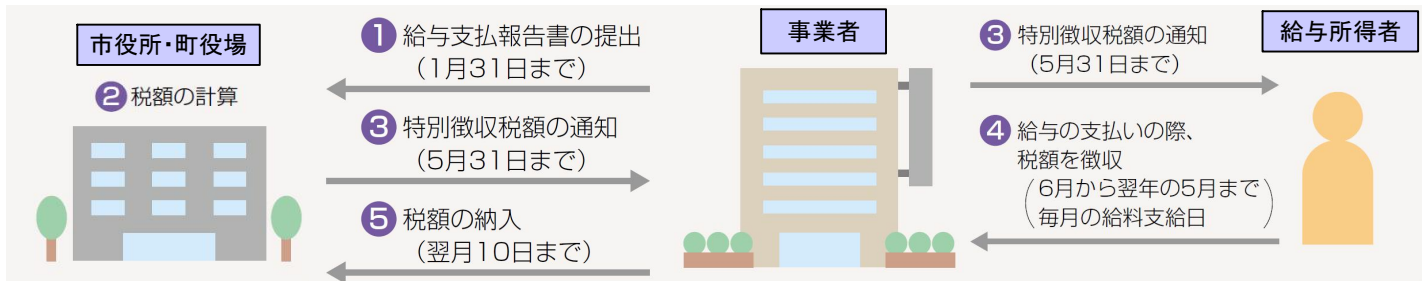 市役所・町役場
❷税額の計算
❶給与支払報告書の提出
（1月31日まで）
❸特別徴収税額の通知
（5月31日まで）
❺税額の納入
（翌月10日まで）
事業者
❸特別徴収税額の通知
（5月31日まで）
❹給与の支払いの際、
税額を徴収
（6月から翌年の5月まで
毎月の給料支給日）
給与所得者